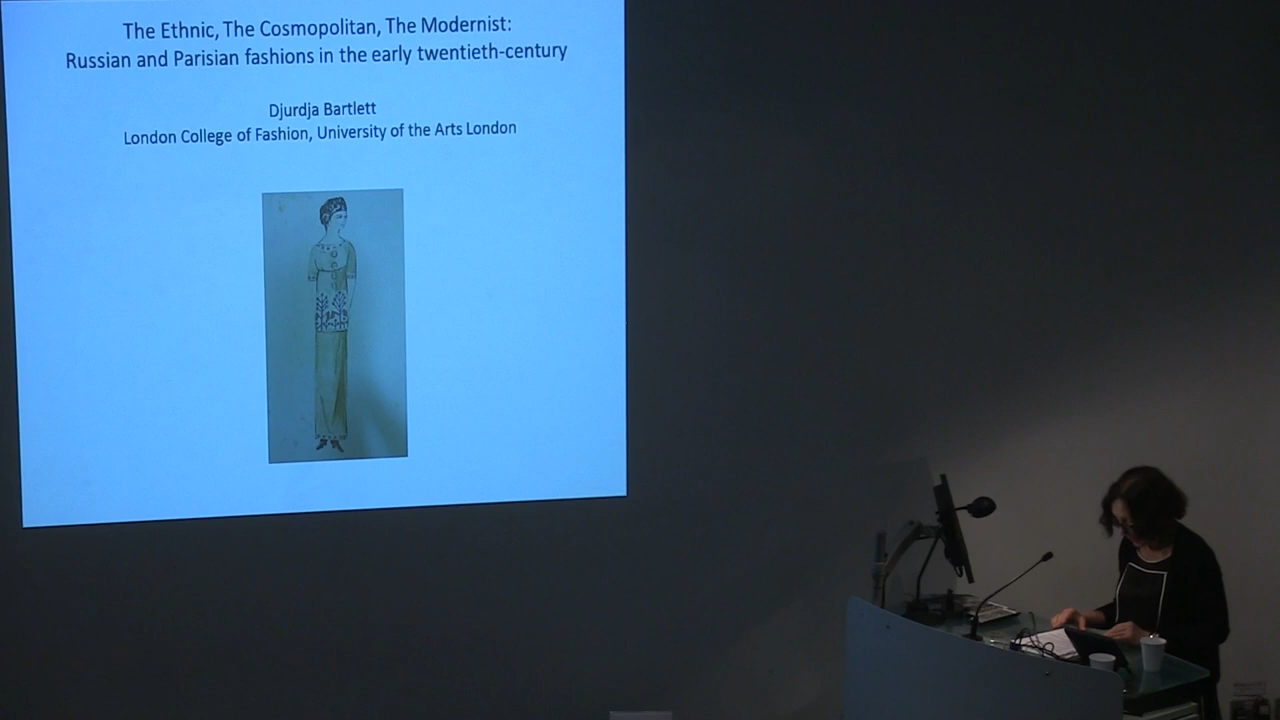 The Ethnic, The Cosmopolitan, The Modernist:
Russian and Parisian fashions in the early twentieth-century
Djurdja Bartlett
London College of Fashion, University of the Arts London